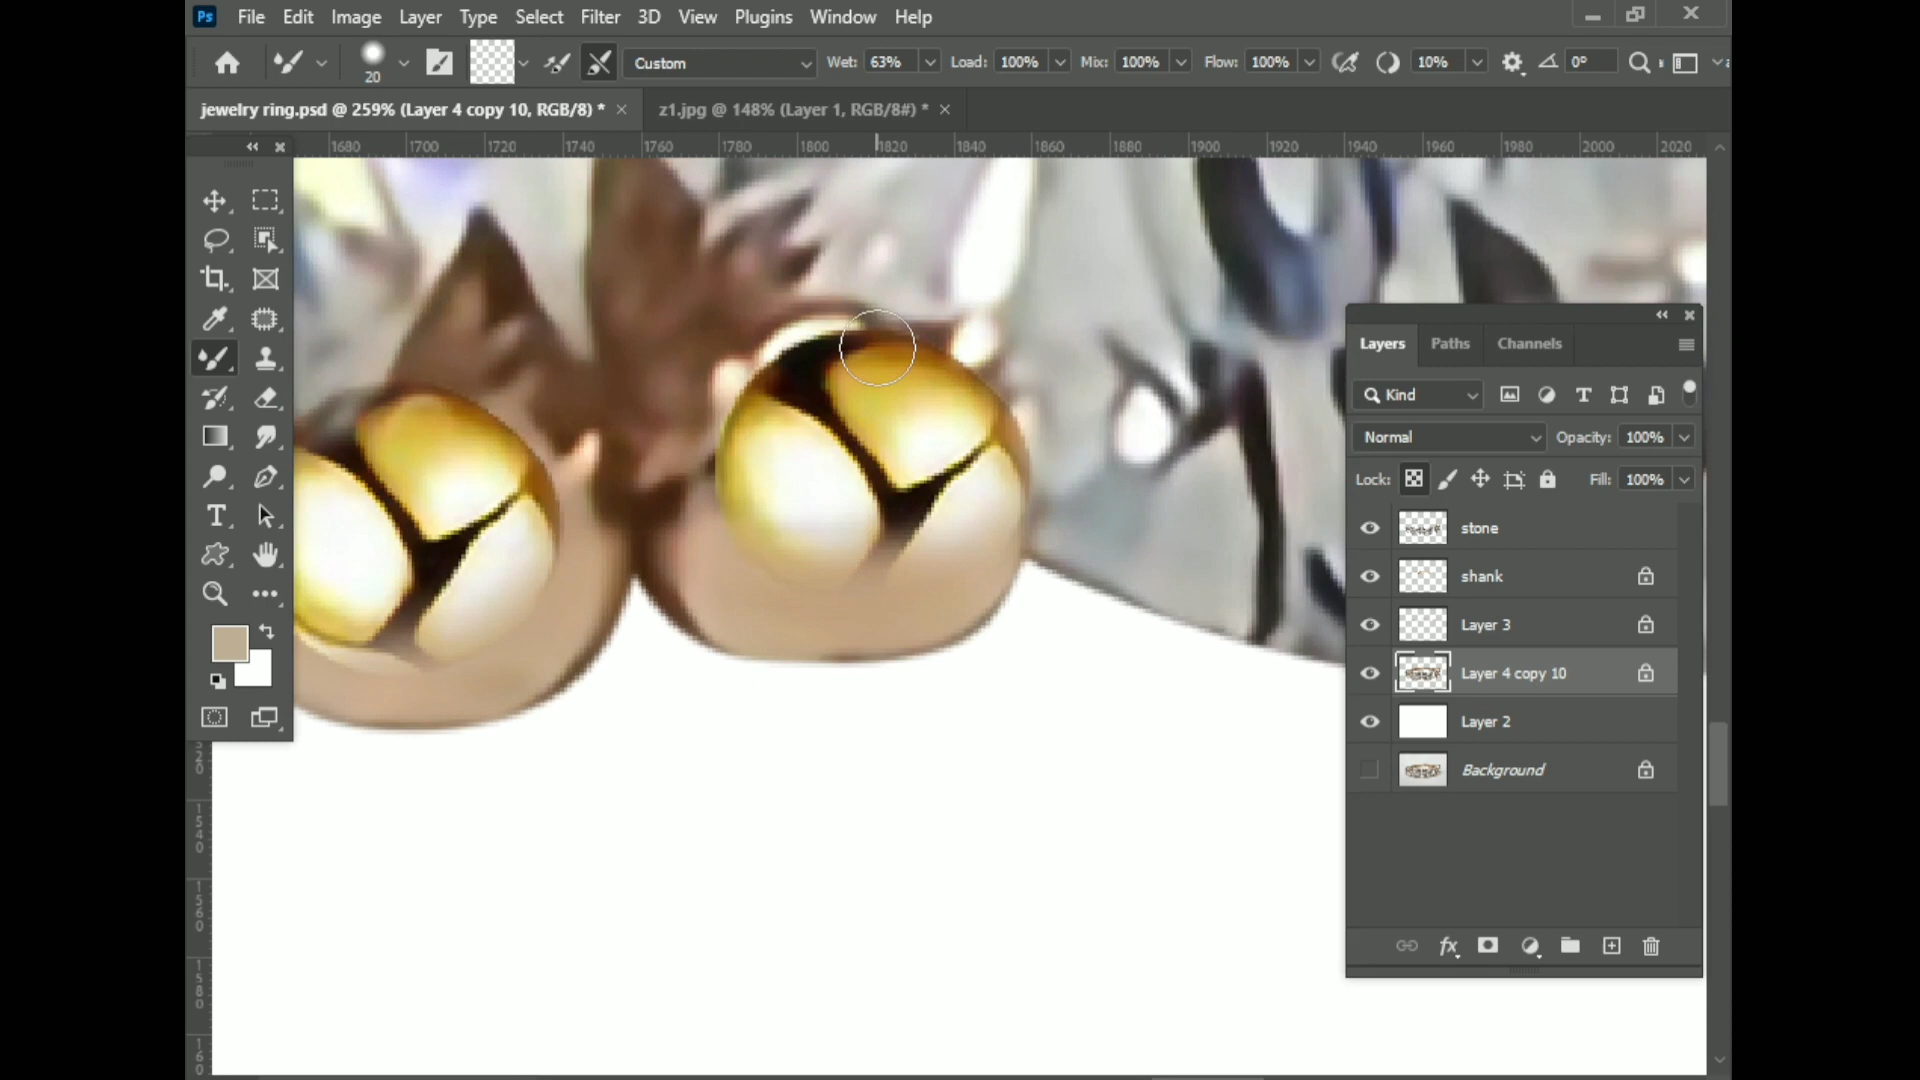 Ps File Edit Image Layer Type Select Filter 3D View Plugins Window Help
20 Custom Wet: 63% Load: 100% Mix: 100% Flow: 100% 10% 0°
jewelry ring.psd @ 259% (Layer 4 copy 10, RGB/8) * z1.jpg @ 148% (Layer 1, RGB/8#) *
1680 1700 1720 1740 1760 1780 1800 1820 1840 1860 1880 1900 1920 1940 1960 1980 2000 2020
Layers Paths Channels
Kind
Normal Opacity: 100%
Lock: Fill: 100%
stone
shank
Layer 3
Layer 4 copy 10
Layer 2
Background
1540
1560
1580